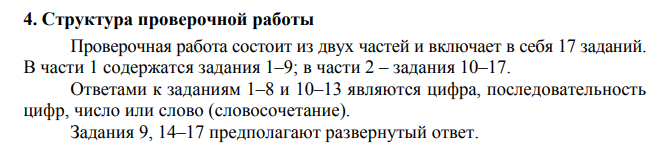 4. Структура проверочной работы
Проверочная работа состоит из двух частей и включает в себя 17 заданий.
В части 1 содержатся задания 1–9; в части 2 – задания 10–17.
Ответами к заданиям 1–8 и 10–13 являются цифра, последовательность
цифр, число или слово (словосочетание).
Задания 9, 14–17 предполагают развернутый ответ.